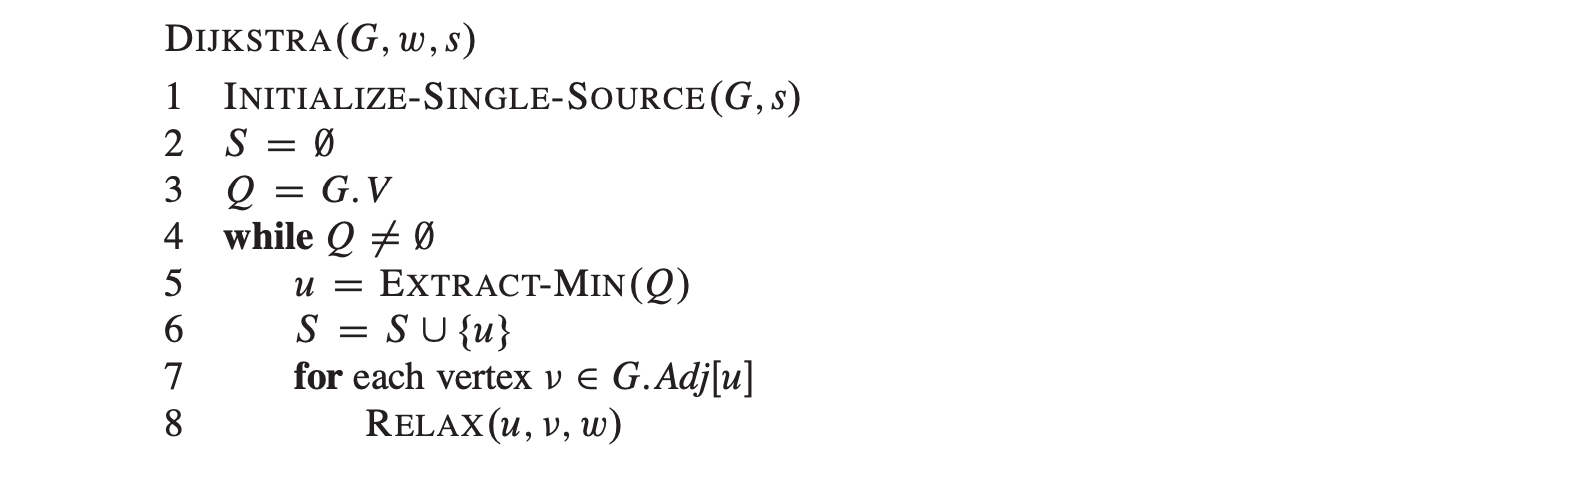 DIJKSTRA(G, w, s)
1 INITIALIZE-SINGLE-SOURCE(G, s)
2 S = ∅
3 Q = G.V
4 while Q ≠ ∅
5 u = EXTRACT-MIN(Q)
6 S = S ∪ {u}
7 for each vertex v ∈ G.Adj[u]
8 RELAX(u, v, w)